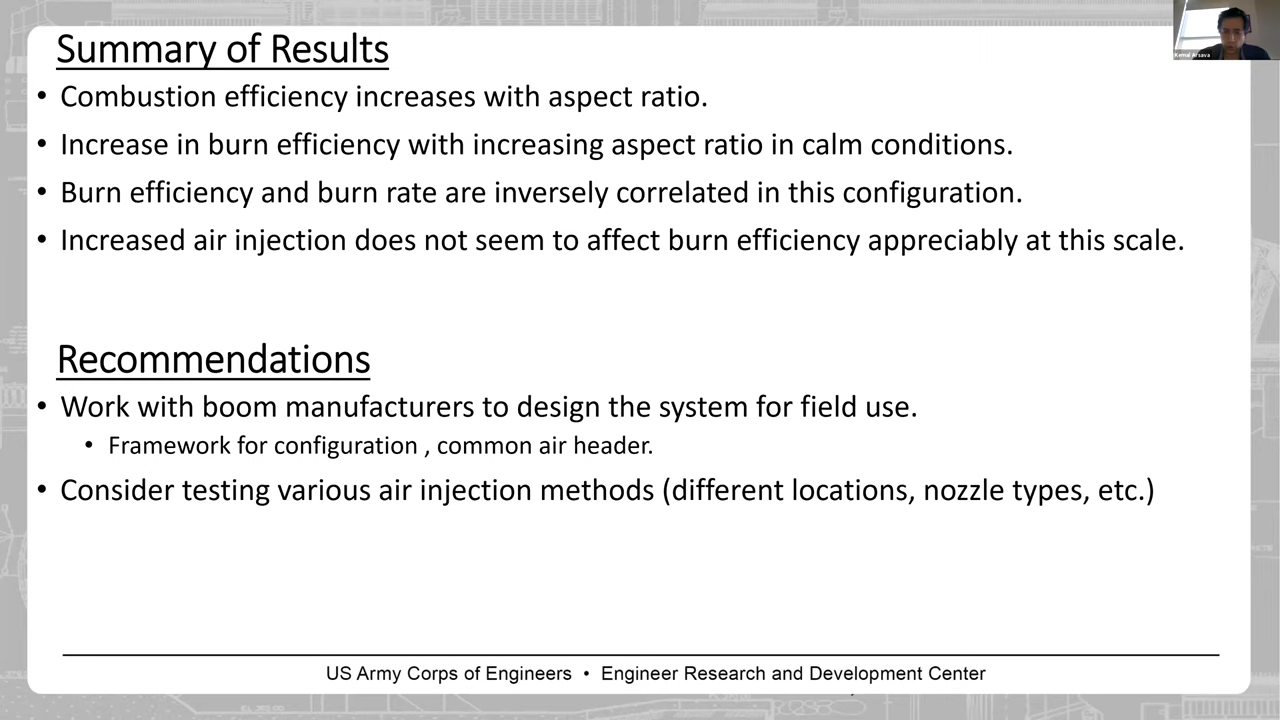 Summary of Results
• Combustion efficiency increases with aspect ratio.
• Increase in burn efficiency with increasing aspect ratio in calm conditions.
• Burn efficiency and burn rate are inversely correlated in this configuration.
• Increased air injection does not seem to affect burn efficiency appreciably at this scale.
Recommendations
• Work with boom manufacturers to design the system for field use.
• Framework for configuration , common air header.
• Consider testing various air injection methods (different locations, nozzle types, etc.)
US Army Corps of Engineers • Engineer Research and Development Center
Kemal Arsava